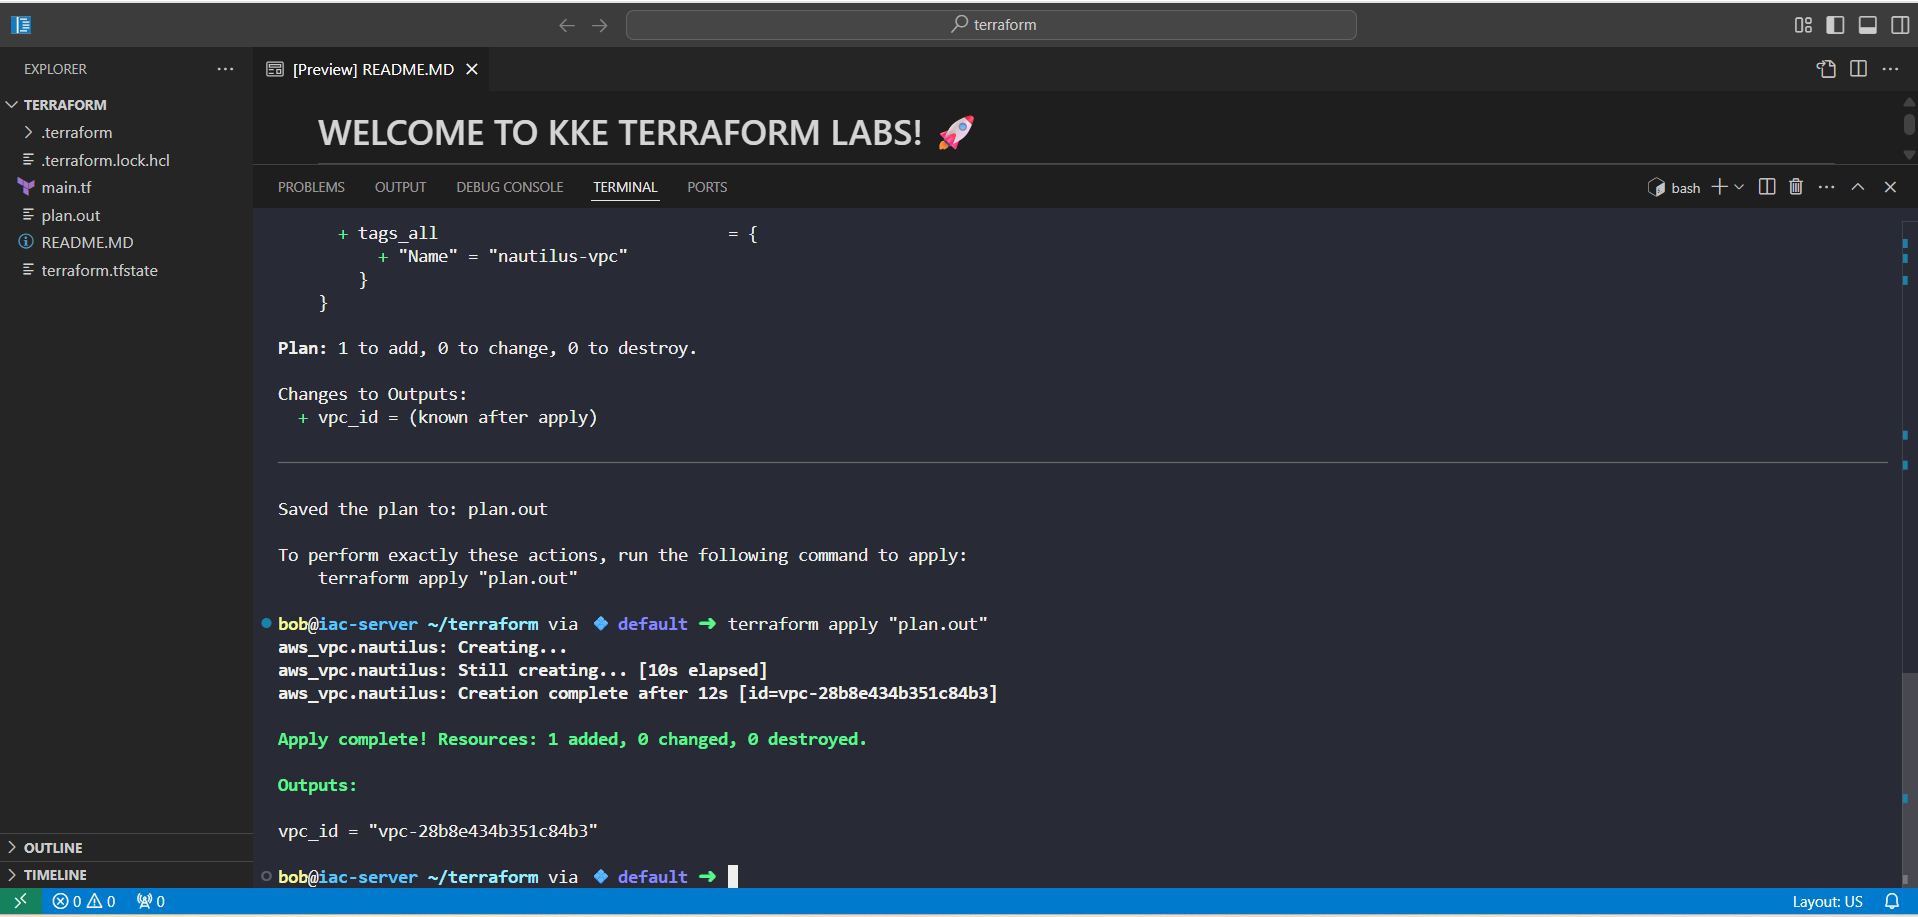 terraform
EXPLORER
[Preview] README.MD
TERRAFORM
.terraform
.terraform.lock.hcl
main.tf
plan.out
README.MD
terraform.tfstate
OUTLINE
TIMELINE
WELCOME TO KKE TERRAFORM LABS! 🚀
PROBLEMS OUTPUT DEBUG CONSOLE TERMINAL PORTS
bash
+ tags_all = {
+ "Name" = "nautilus-vpc"
}
}
Plan: 1 to add, 0 to change, 0 to destroy.
Changes to Outputs:
+ vpc_id = (known after apply)
Saved the plan to: plan.out
To perform exactly these actions, run the following command to apply:
terraform apply "plan.out"
bob@iac-server ~/terraform via 🔷 default ➜ terraform apply "plan.out"
aws_vpc.nautilus: Creating...
aws_vpc.nautilus: Still creating... [10s elapsed]
aws_vpc.nautilus: Creation complete after 12s [id=vpc-28b8e434b351c84b3]
Apply complete! Resources: 1 added, 0 changed, 0 destroyed.
Outputs:
vpc_id = "vpc-28b8e434b351c84b3"
bob@iac-server ~/terraform via 🔷 default ➜
0 0 0
Layout: US